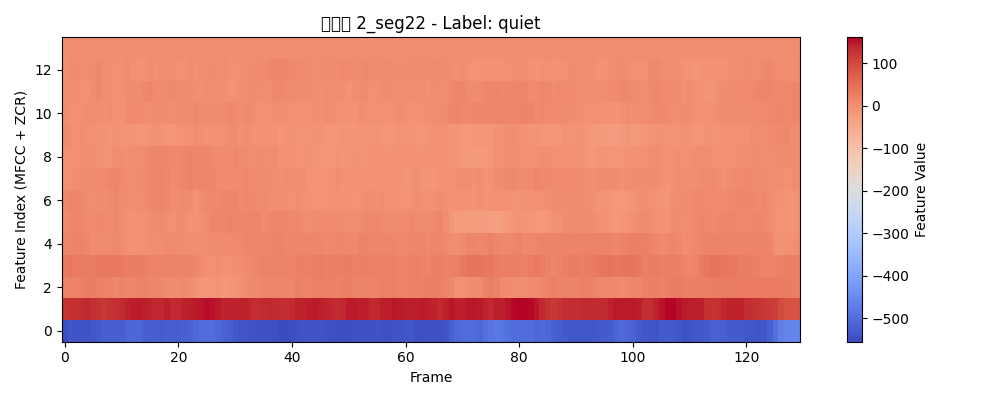 2_seg22 - Label: quiet
Feature Index (MFCC + ZCR)
12
10
8
6
4
2
0
0 20 40 60 80 100 120
Frame
100
0
−100
−200
−300
−400
−500
Feature Value